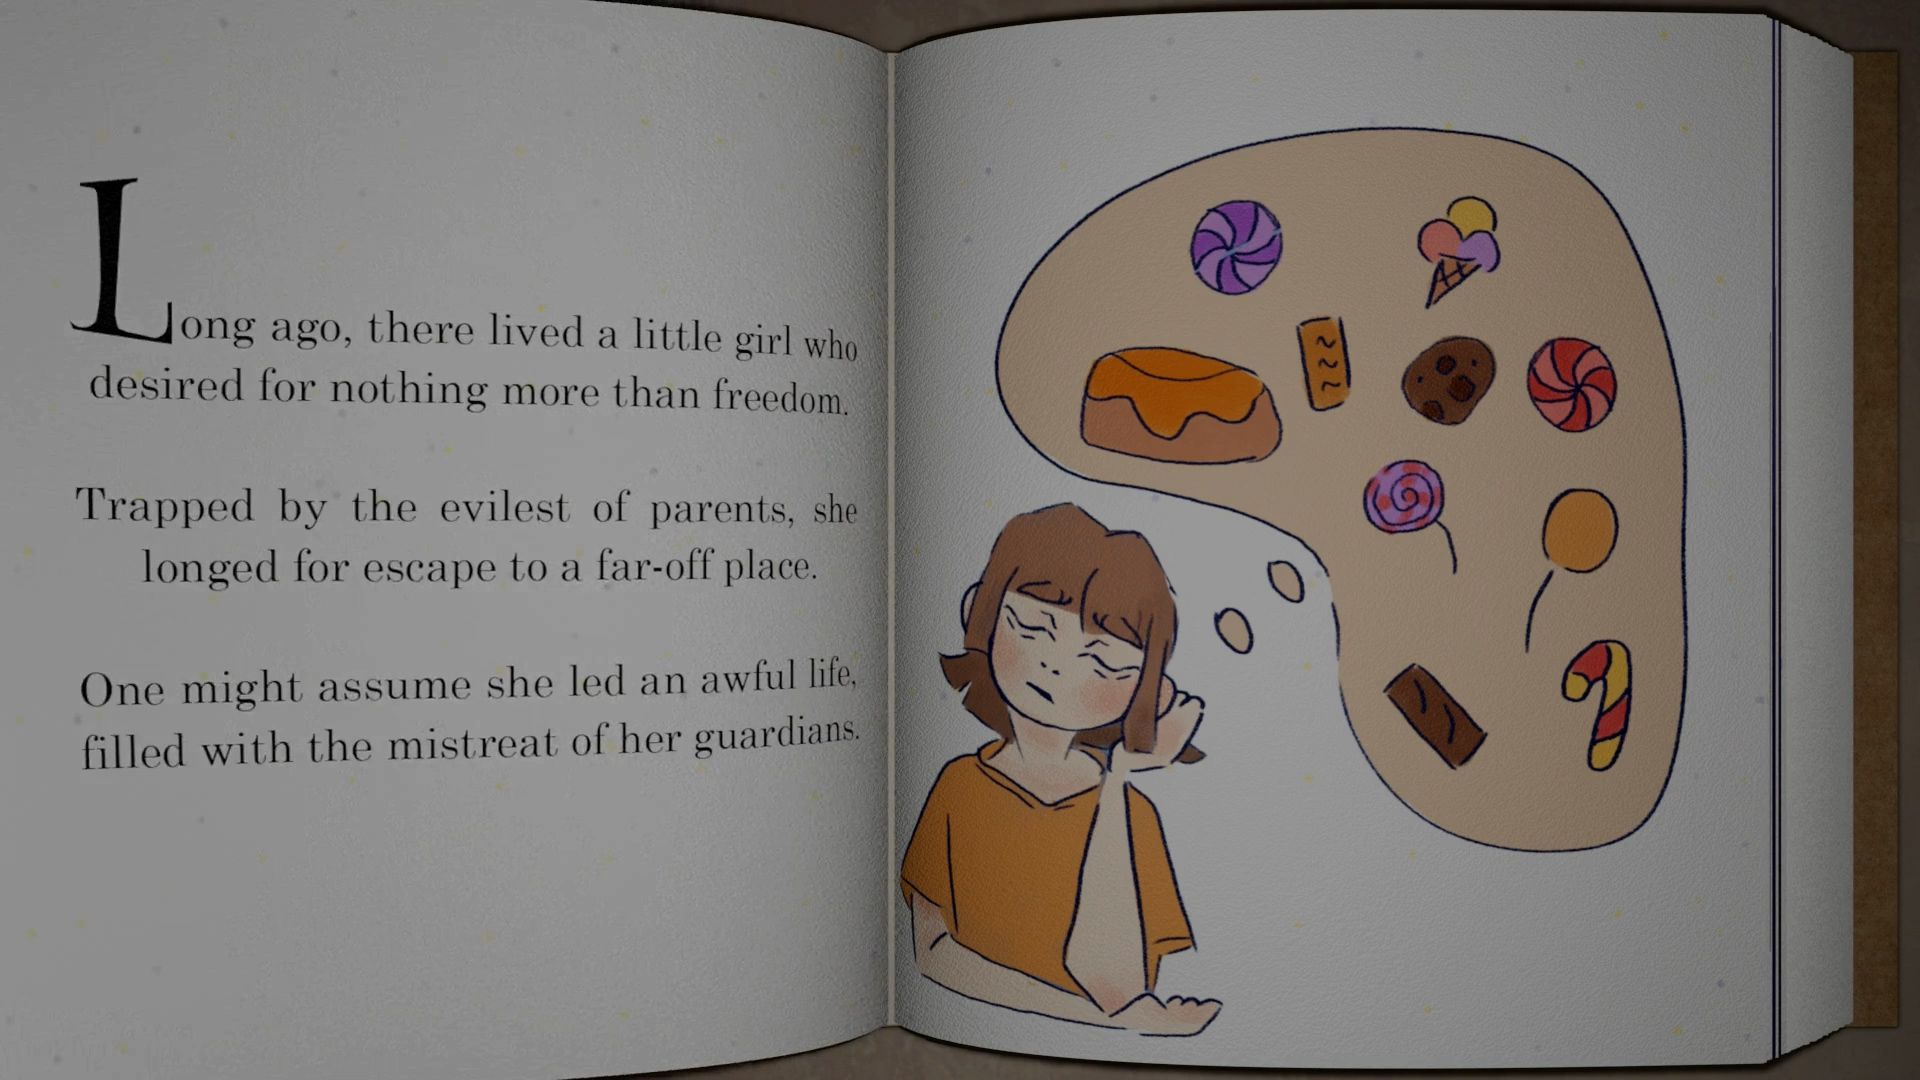 Long ago, there lived a little girl who
desired for nothing more than freedom.
Trapped by the evilest of parents, she
longed for escape to a far-off place.
One might assume she led an awful life,
filled with the mistreat of her guardians.